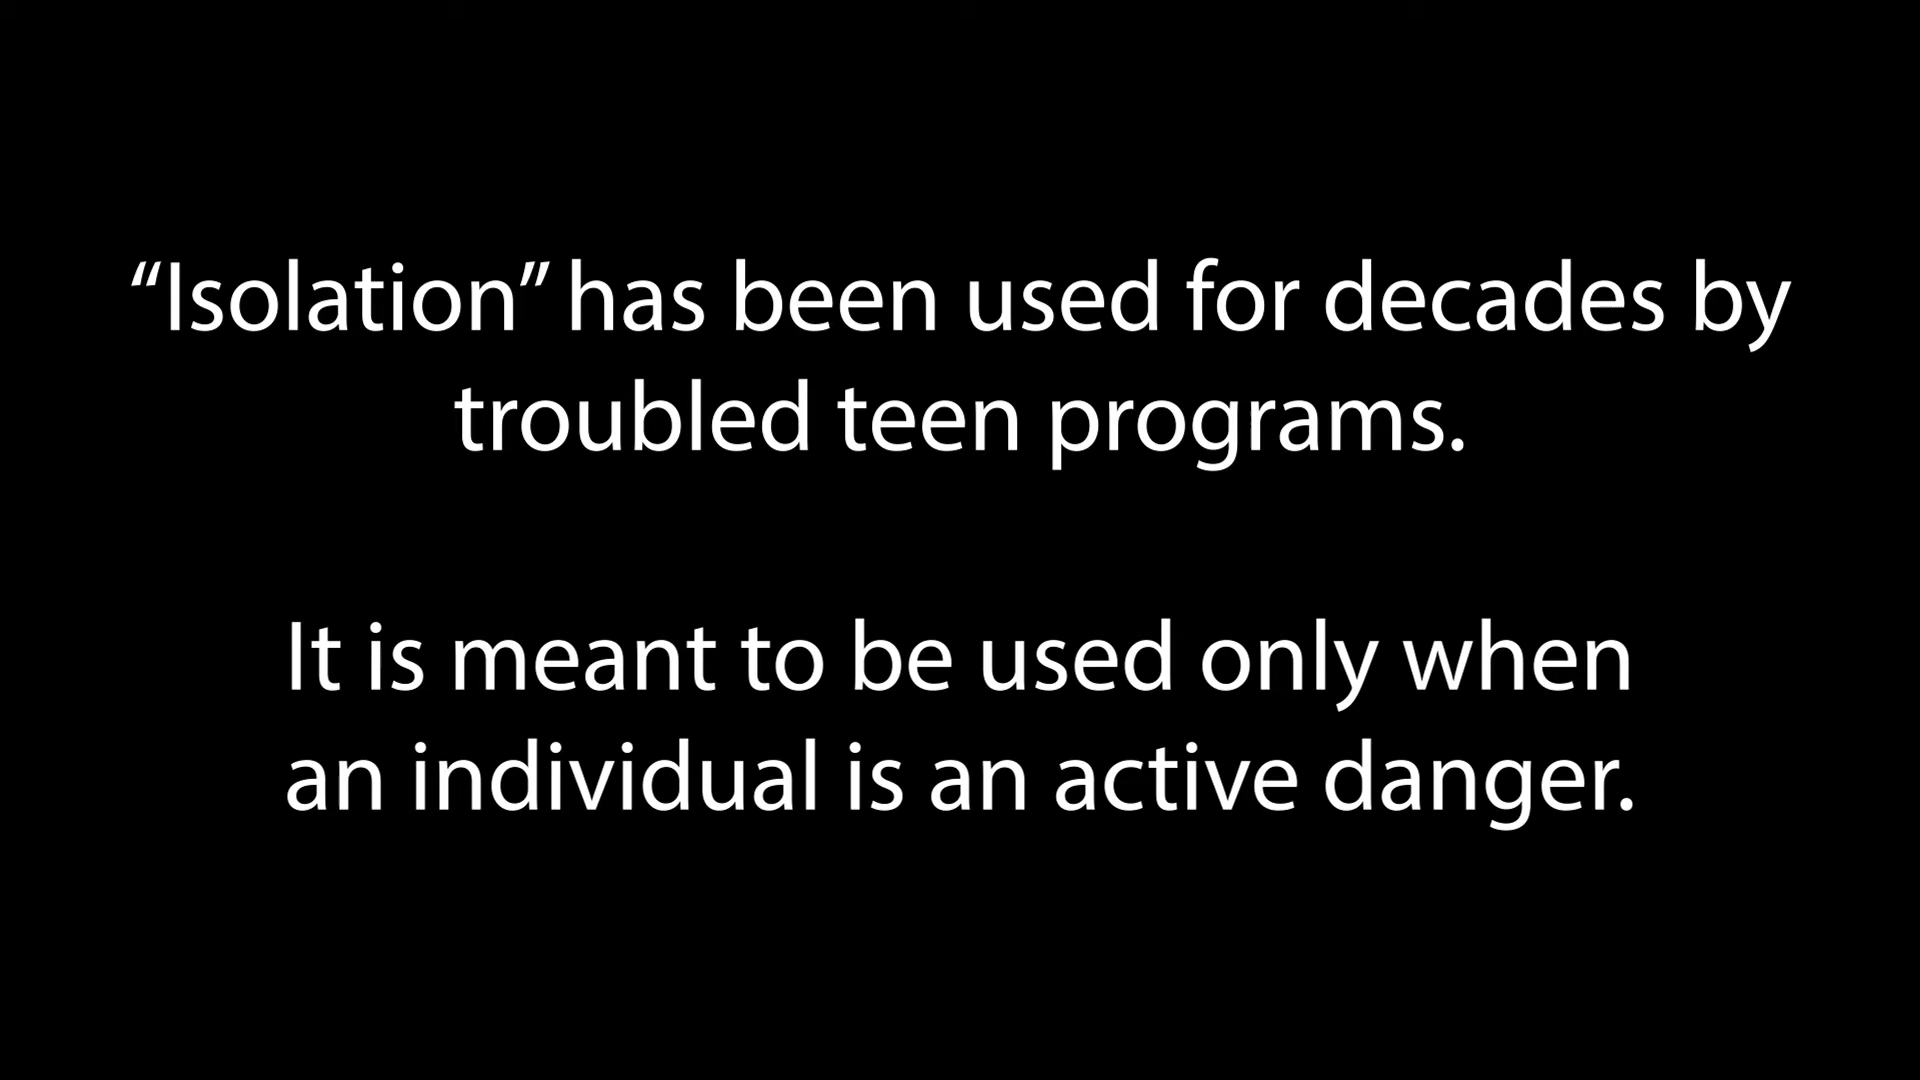 “Isolation” has been used for decades by
troubled teen programs.
It is meant to be used only when
an individual is an active danger.